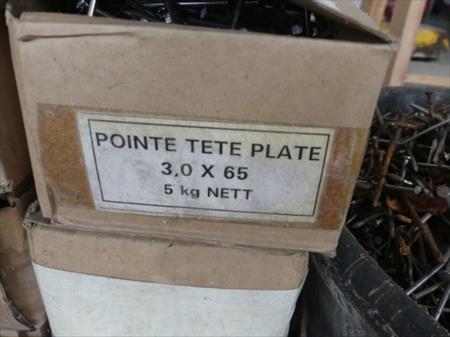 POINTE TETE PLATE
3,0 X 65
5 kg NETT